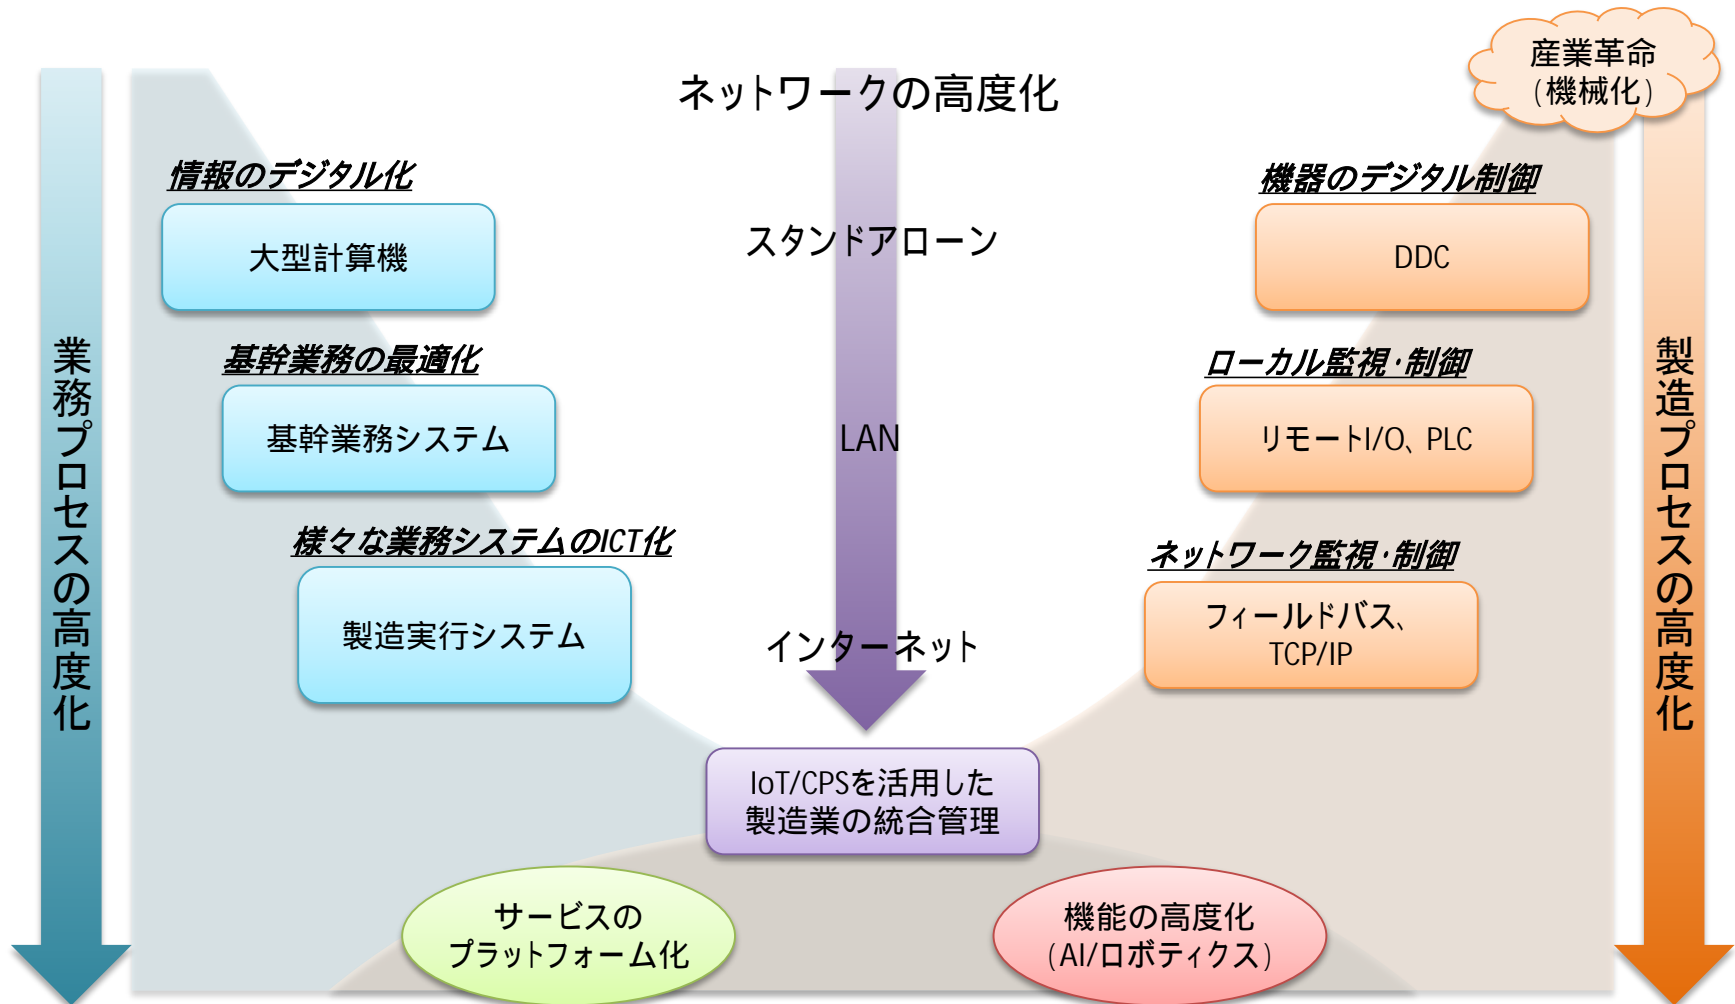 産業革命
(機械化)
ネットワークの高度化
情報のデジタル化
大型計算機
スタンドアローン
機器のデジタル制御
DDC
業務プロセスの高度化
基幹業務の最適化
基幹業務システム
LAN
ローカル監視・制御
リモートI/O、PLC
製造プロセスの高度化
様々な業務システムのICT化
製造実行システム
インターネット
ネットワーク監視・制御
フィールドバス、
TCP/IP
IoT/CPSを活用した
製造業の統合管理
サービスの
プラットフォーム化
機能の高度化
(AI/ロボティクス)